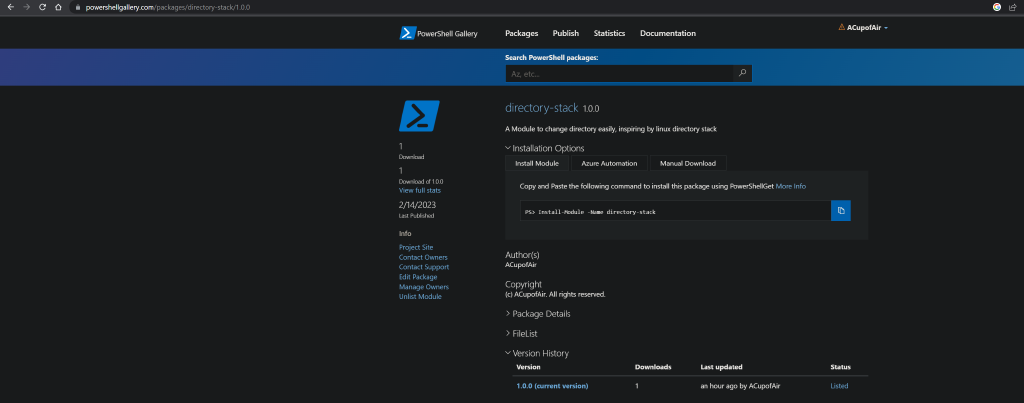 powershellgallery.com/packages/directory-stack/1.0.0
PowerShell Gallery
Packages
Publish
Statistics
Documentation
ACupofAir
Search PowerShell packages:
Az, etc...
directory-stack 1.0.0
A Module to change directory easily, inspiring by linux directory stack
1
Download
1
Download of 1.0.0
View full stats
2/14/2023
Last Published
Info
Project Site
Contact Owners
Contact Support
Edit Package
Manage Owners
Unlist Module
Installation Options
Install Module
Azure Automation
Manual Download
Copy and Paste the following command to install this package using PowerShellGet More Info
PS> Install-Module -Name directory-stack
Author(s)
ACupofAir
Copyright
(c) ACupofAir. All rights reserved.
Package Details
FileList
Version History
Version Downloads Last updated Status
1.0.0 (current version) 1 an hour ago by ACupofAir Listed